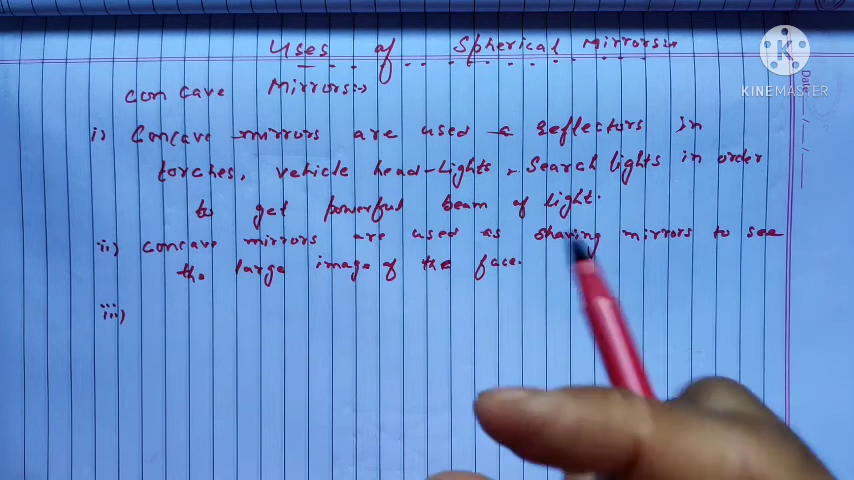 Uses of Spherical Mirrors:→
Concave Mirrors:→
i) Concave mirrors are used a reflectors in
torches, vehicle head-lights, search lights in order
to get powerful beam of light.
ii) Concave mirrors are used as shaving mirrors to see
the large image of the face.
iii)
KINEMASTER
Date